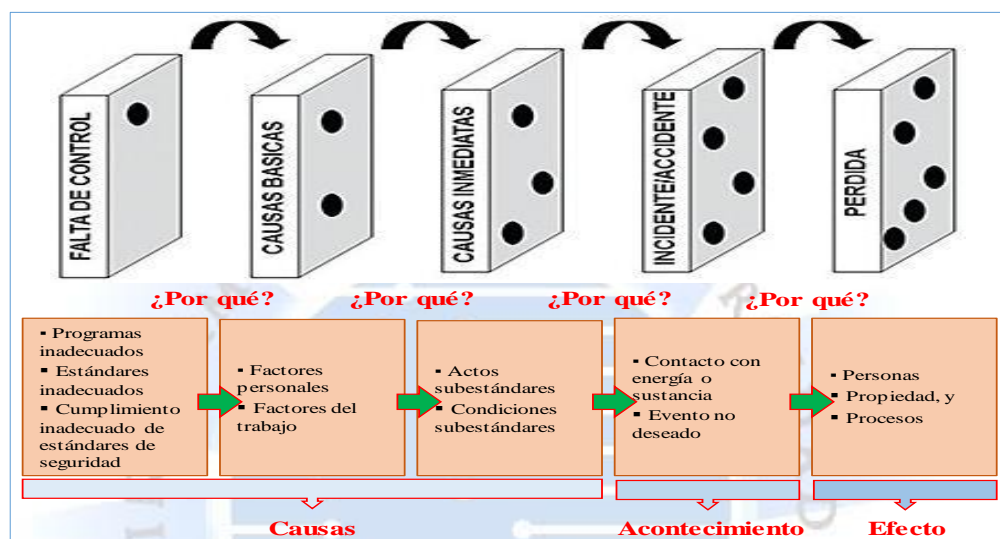 FALTA DE CONTROL
CAUSAS BASICAS
CAUSAS INMEDIATAS
INCIDENTE/ACCIDENTE
PERDIDA
¿Por qué?
¿Por qué?
¿Por qué?
¿Por qué?
▪ Programas
inadecuados
▪ Estándares
inadecuados
▪ Cumplimiento
inadecuado de
estándares de
seguridad
▪ Factores
personales
▪ Factores del
trabajo
▪ Actos
subestándares
▪ Condiciones
subestándares
▪ Contacto con
energía o
sustancia
▪ Evento no
deseado
▪ Personas
▪ Propiedad, y
▪ Procesos
Causas
Acontecimiento
Efecto